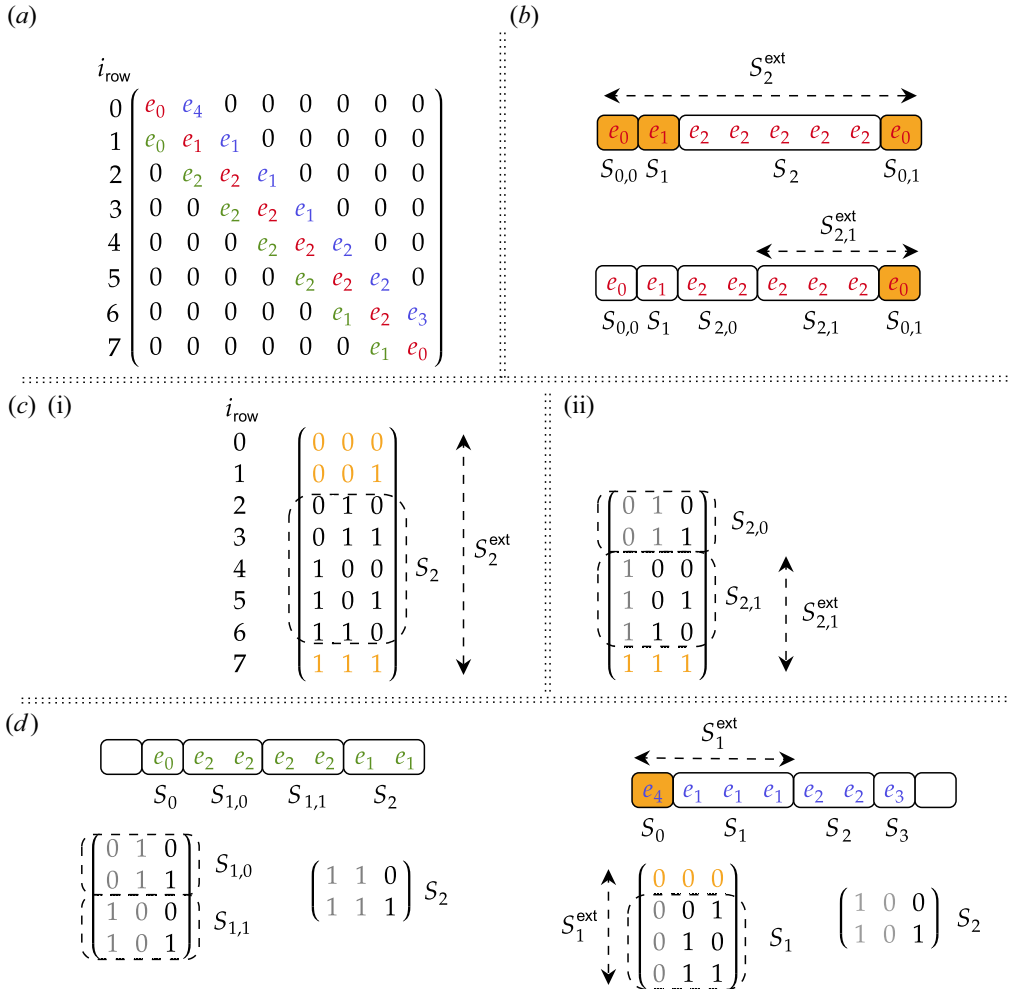 (a)
i_row
0 e_0 e_4 0 0 0 0 0 0
1 e_0 e_1 e_1 0 0 0 0 0
2 0 e_2 e_2 e_1 0 0 0 0
3 0 0 e_2 e_2 e_1 0 0 0
4 0 0 0 e_2 e_2 e_2 0 0
5 0 0 0 0 e_2 e_2 e_2 0
6 0 0 0 0 0 e_1 e_2 e_3
7 0 0 0 0 0 0 e_1 e_0
(b)
S_2^ext
e_0 e_1 e_2 e_2 e_2 e_2 e_2 e_0
S_0,0 S_1 S_2 S_0,1
S_2,1^ext
e_0 e_1 e_2 e_2 e_2 e_2 e_2 e_0
S_0,0 S_1 S_2,0 S_2,1 S_0,1
(c) (i)
i_row
0 0 0 0
1 0 0 1
2 0 1 0
3 0 1 1
4 1 0 0
5 1 0 1
6 1 1 0
7 1 1 1
S_2
S_2^ext
(ii)
0 1 0
0 1 1
1 0 0
1 0 1
1 1 0
1 1 1
S_2,0
S_2,1
S_2,1^ext
(d)
e_0 e_2 e_2 e_2 e_2 e_1 e_1
S_0 S_1,0 S_1,1 S_2
0 1 0
0 1 1
1 0 0
1 0 1
S_1,0
S_1,1
1 1 0
1 1 1
S_2
S_1^ext
e_4 e_1 e_1 e_1 e_2 e_2 e_3
S_0 S_1 S_2 S_3
S_1^ext
0 0 0
0 0 1
0 1 0
0 1 1
S_1
1 0 0
1 0 1
S_2